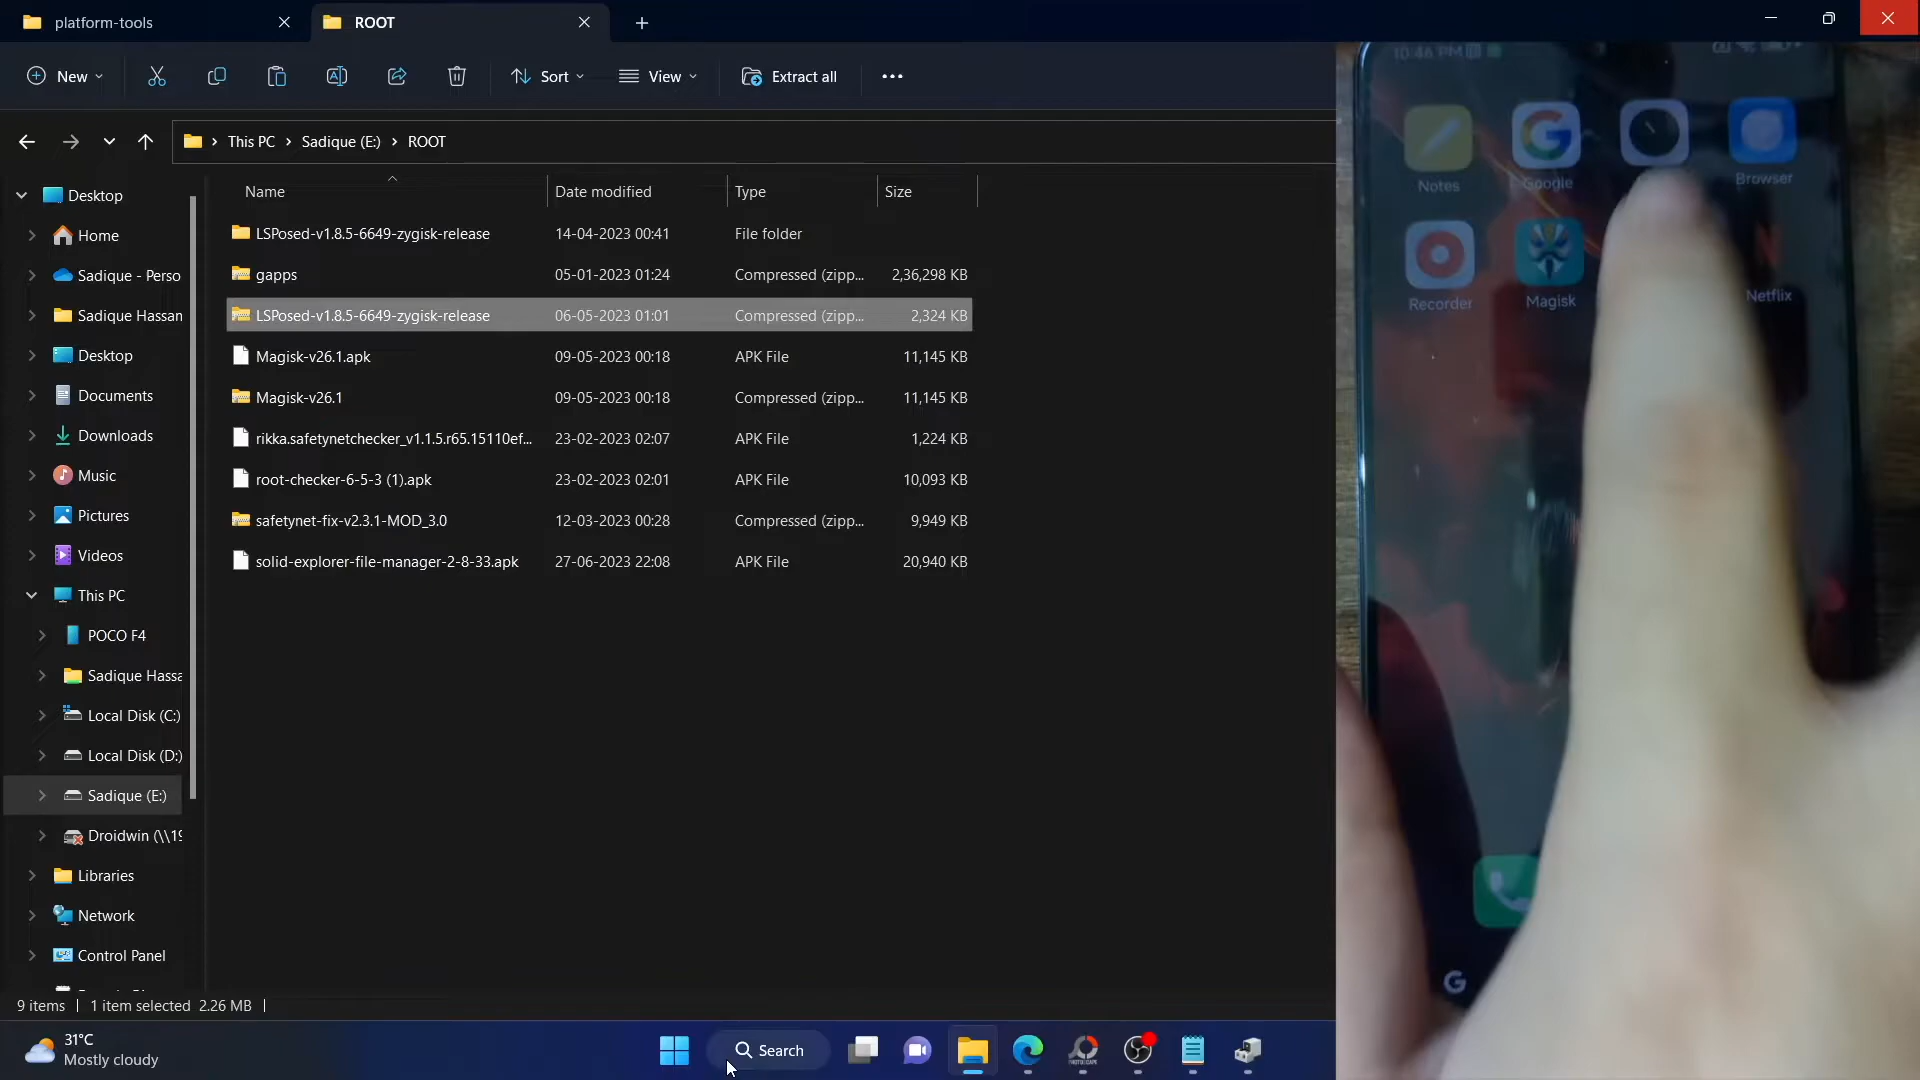 platform-tools
ROOT
New
Sort
View
Extract all
This PC > Sadique (E:) > ROOT
Name
Date modified
Type
Size
LSPosed-v1.8.5-6649-zygisk-release 14-04-2023 00:41 File folder
gapps 05-01-2023 01:24 Compressed (zipp... 2,36,298 KB
LSPosed-v1.8.5-6649-zygisk-release 06-05-2023 01:01 Compressed (zipp... 2,324 KB
Magisk-v26.1.apk 09-05-2023 00:18 APK File 11,145 KB
Magisk-v26.1 09-05-2023 00:18 Compressed (zipp... 11,145 KB
rikka.safetynetchecker_v1.1.5.r65.15110ef... 23-02-2023 02:07 APK File 1,224 KB
root-checker-6-5-3 (1).apk 23-02-2023 02:01 APK File 10,093 KB
safetynet-fix-v2.3.1-MOD_3.0 12-03-2023 00:28 Compressed (zipp... 9,949 KB
solid-explorer-file-manager-2-8-33.apk 27-06-2023 22:08 APK File 20,940 KB
Desktop
Home
Sadique - Perso
Sadique Hassan
Desktop
Documents
Downloads
Music
Pictures
Videos
This PC
POCO F4
Sadique Hassa
Local Disk (C:)
Local Disk (D:)
Sadique (E:)
Droidwin (\\19
Libraries
Network
Control Panel
9 items
1 item selected 2.26 MB
31°C
Mostly cloudy
Search
10:46 PM
Notes
Google
Browser
Recorder
Magisk
Netflix